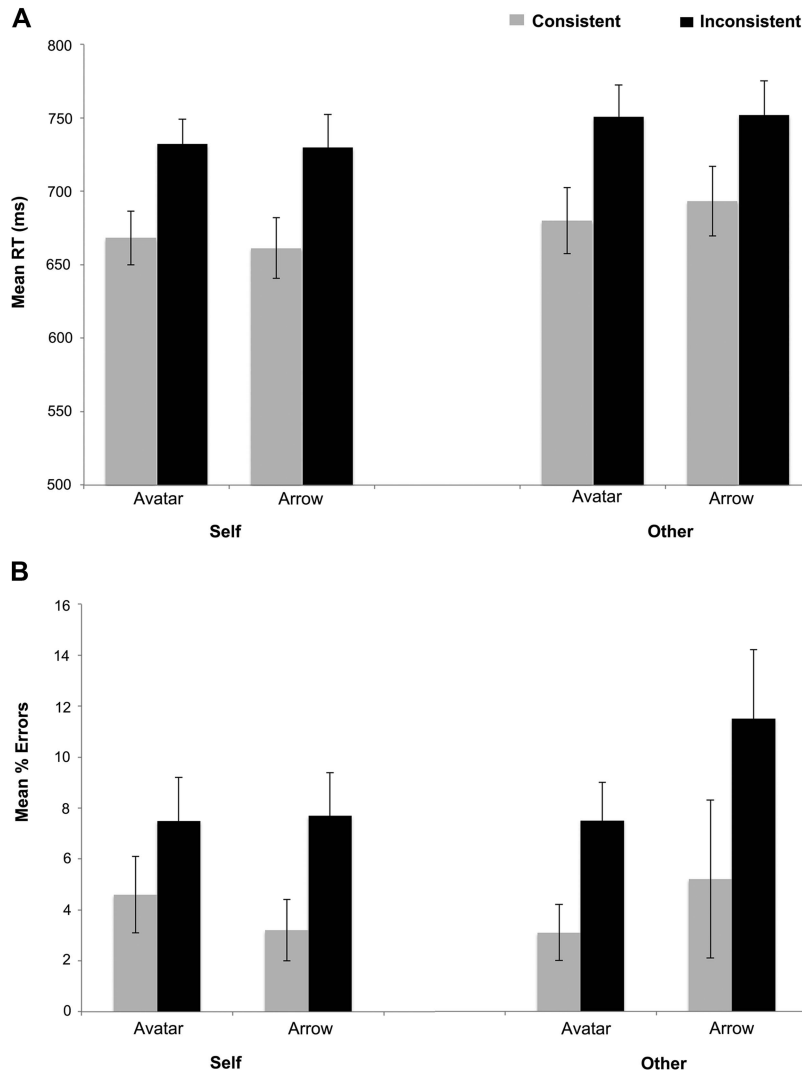 A
Consistent Inconsistent
800
750
700
650
600
550
500
Mean RT (ms)
Avatar Arrow Avatar Arrow
Self Other
B
16
14
12
10
8
6
4
2
0
Mean % Errors
Avatar Arrow Avatar Arrow
Self Other